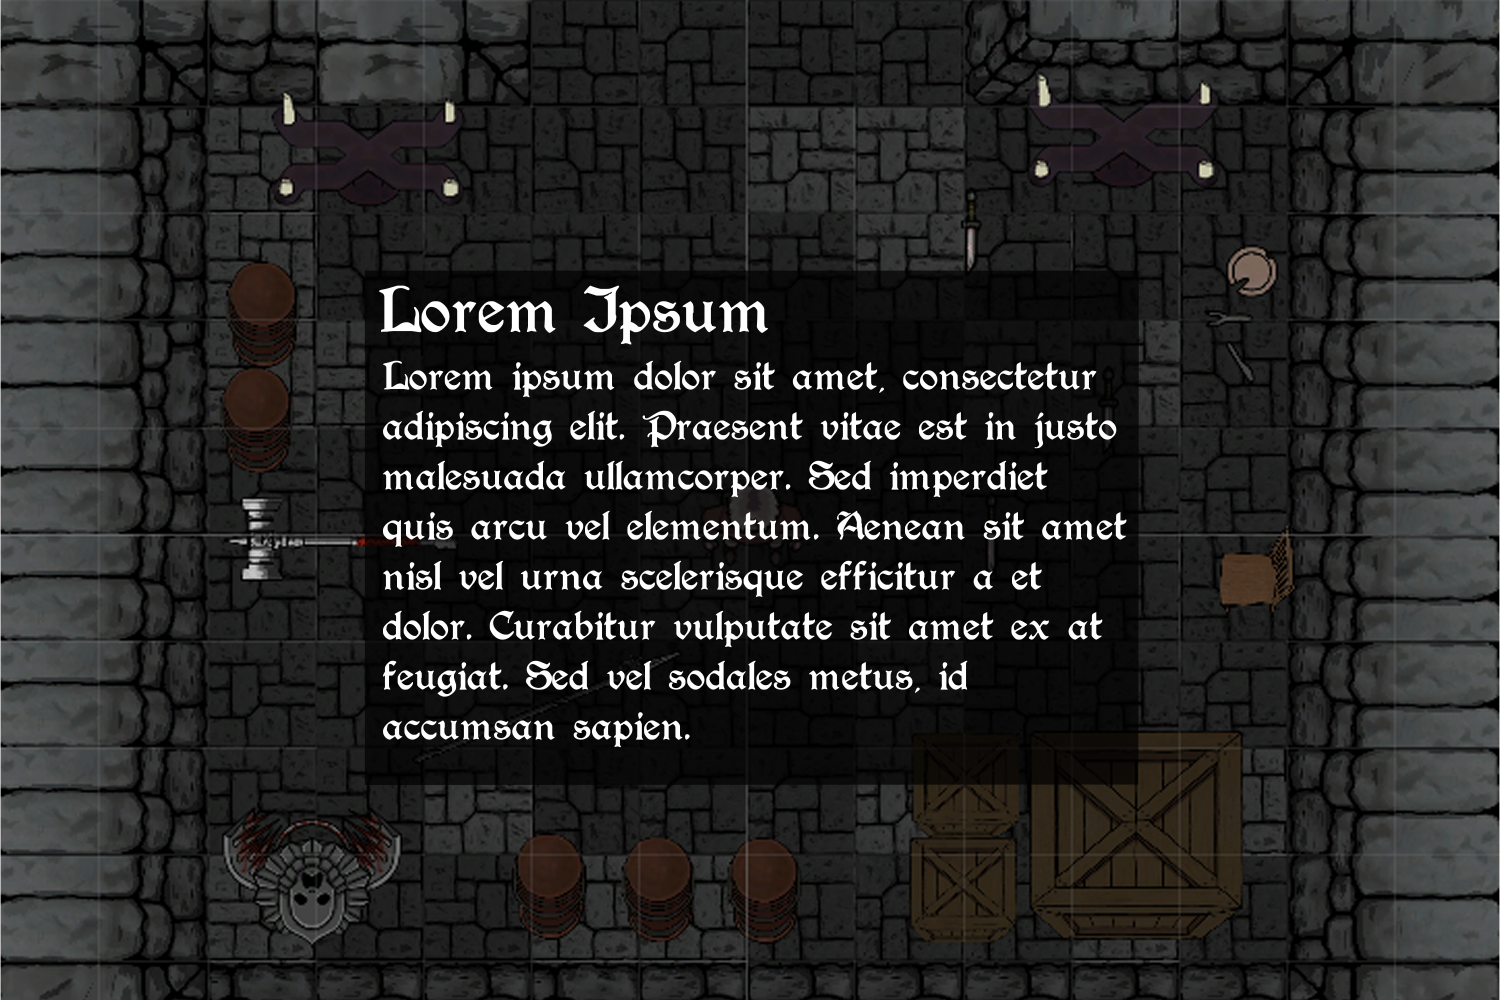 Lorem Ipsum
Lorem ipsum dolor sit amet, consectetur
adipiscing elit. Praesent vitae est in justo
malesuada ullamcorper. Sed imperdiet
quis arcu vel elementum. Aenean sit amet
nisl vel urna scelerisque efficitur a et
dolor. Curabitur vulputate sit amet ex at
feugiat. Sed vel sodales metus, id
accumsan sapien.